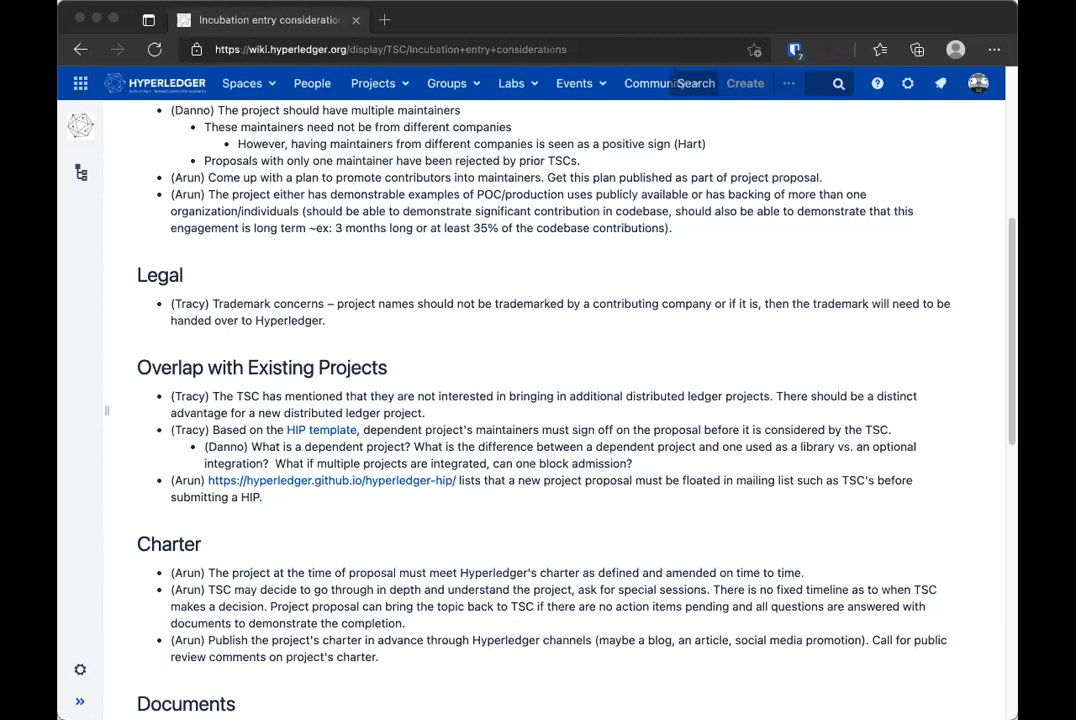 Incubation entry consideratio
https://wiki.hyperledger.org/display/TSC/Incubation+entry+considerations
7
HYPERLEDGER Spaces People Projects Groups Labs Events Search Create
(Danno) The project should have multiple maintainers
These maintainers need not be from different companies
However, having maintainers from different companies is seen as a positive sign (Hart)
Proposals with only one maintainer have been rejected by prior TSCs.
(Arun) Come up with a plan to promote contributors into maintainers. Get this plan published as part of project proposal.
(Arun) The project either has demonstrable examples of POC/production uses publicly available or has backing of more than one
organization/individuals (should be able to demonstrate significant contribution in codebase, should also be able to demonstrate that this
engagement is long term ~ex: 3 months long or at least 35% of the codebase contributions).
Legal
(Tracy) Trademark concerns – project names should not be trademarked by a contributing company or if it is, then the trademark will need to be
handed over to Hyperledger.
Overlap with Existing Projects
(Tracy) The TSC has mentioned that they are not interested in bringing in additional distributed ledger projects. There should be a distinct
advantage for a new distributed ledger project.
(Tracy) Based on the HIP template, dependent project's maintainers must sign off on the proposal before it is considered by the TSC.
(Danno) What is a dependent project? What is the difference between a dependent project and one used as a library vs. an optional
integration? What if multiple projects are integrated, can one block admission?
(Arun) https://hyperledger.github.io/hyperledger-hip/ lists that a new project proposal must be floated in mailing list such as TSC's before
submitting a HIP.
Charter
(Arun) The project at the time of proposal must meet Hyperledger's charter as defined and amended on time to time.
(Arun) TSC may decide to go through in depth and understand the project, ask for special sessions. There is no fixed timeline as to when TSC
makes a decision. Project proposal can bring the topic back to TSC if there are no action items pending and all questions are answered with
documents to demonstrate the completion.
(Arun) Publish the project's charter in advance through Hyperledger channels (maybe a blog, an article, social media promotion). Call for public
review comments on project's charter.
Documents